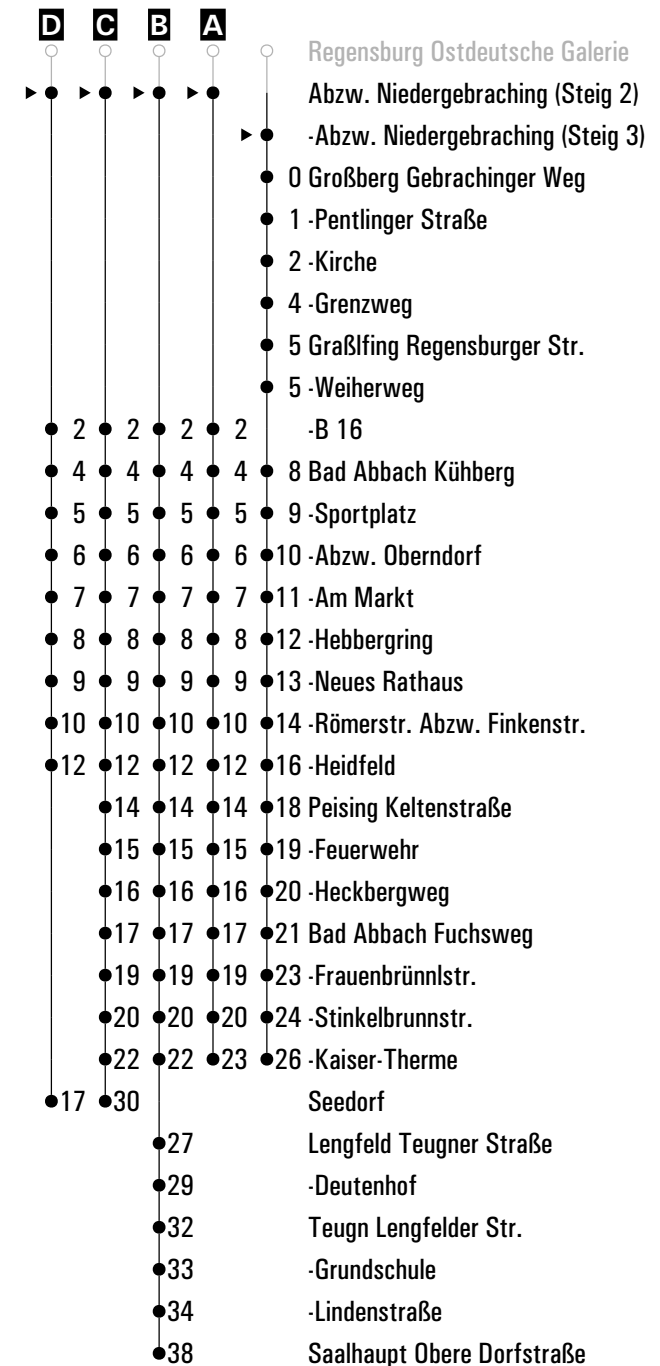 D C B A
Regensburg Ostdeutsche Galerie
Abzw. Niedergebraching (Steig 2)
-Abzw. Niedergebraching (Steig 3)
0 Großberg Gebrachinger Weg
1 -Pentlinger Straße
2 -Kirche
4 -Grenzweg
5 Graßlfing Regensburger Str.
5 -Weiherweg
2 2 2 2 -B 16
4 4 4 4 8 Bad Abbach Kühberg
5 5 5 5 9 -Sportplatz
6 6 6 6 10 -Abzw. Oberndorf
7 7 7 7 11 -Am Markt
8 8 8 8 12 -Hebbergring
9 9 9 9 13 -Neues Rathaus
10 10 10 10 14 -Römerstr. Abzw. Finkenstr.
12 12 12 12 16 -Heidfeld
14 14 14 18 Peising Keltenstraße
15 15 15 19 -Feuerwehr
16 16 16 20 -Heckbergweg
17 17 17 21 Bad Abbach Fuchsweg
19 19 19 23 -Frauenbrünnlstr.
20 20 20 24 -Stinkelbrunnstr.
22 22 23 26 -Kaiser-Therme
17 30 Seedorf
27 Lengfeld Teugner Straße
29 -Deutenhof
32 Teugn Lengfelder Str.
33 -Grundschule
34 -Lindenstraße
38 Saalhaupt Obere Dorfstraße